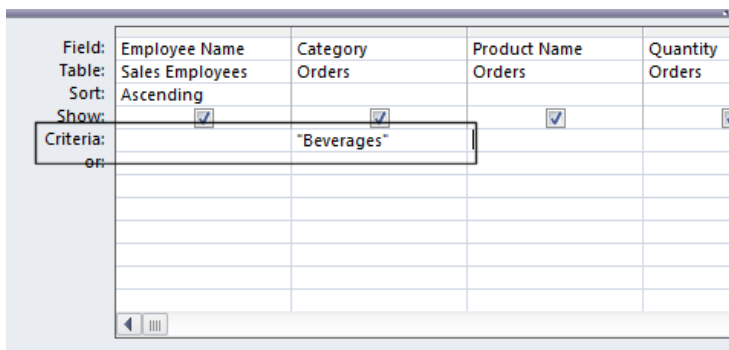 Field: Employee Name Category Product Name Quantity
Table: Sales Employees Orders Orders Orders
Sort: Ascending
Show:
Criteria: "Beverages"
or: